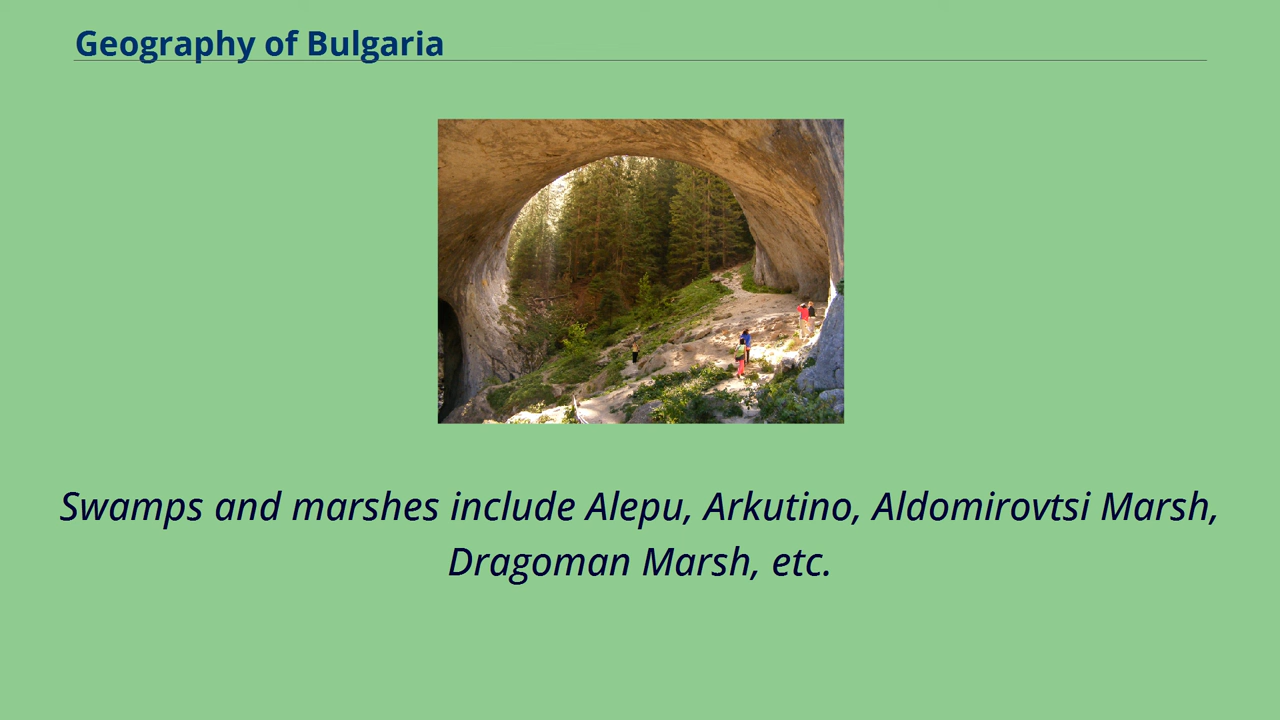 Geography of Bulgaria
Swamps and marshes include Alepu, Arkutino, Aldomirovtsi Marsh,
Dragoman Marsh, etc.